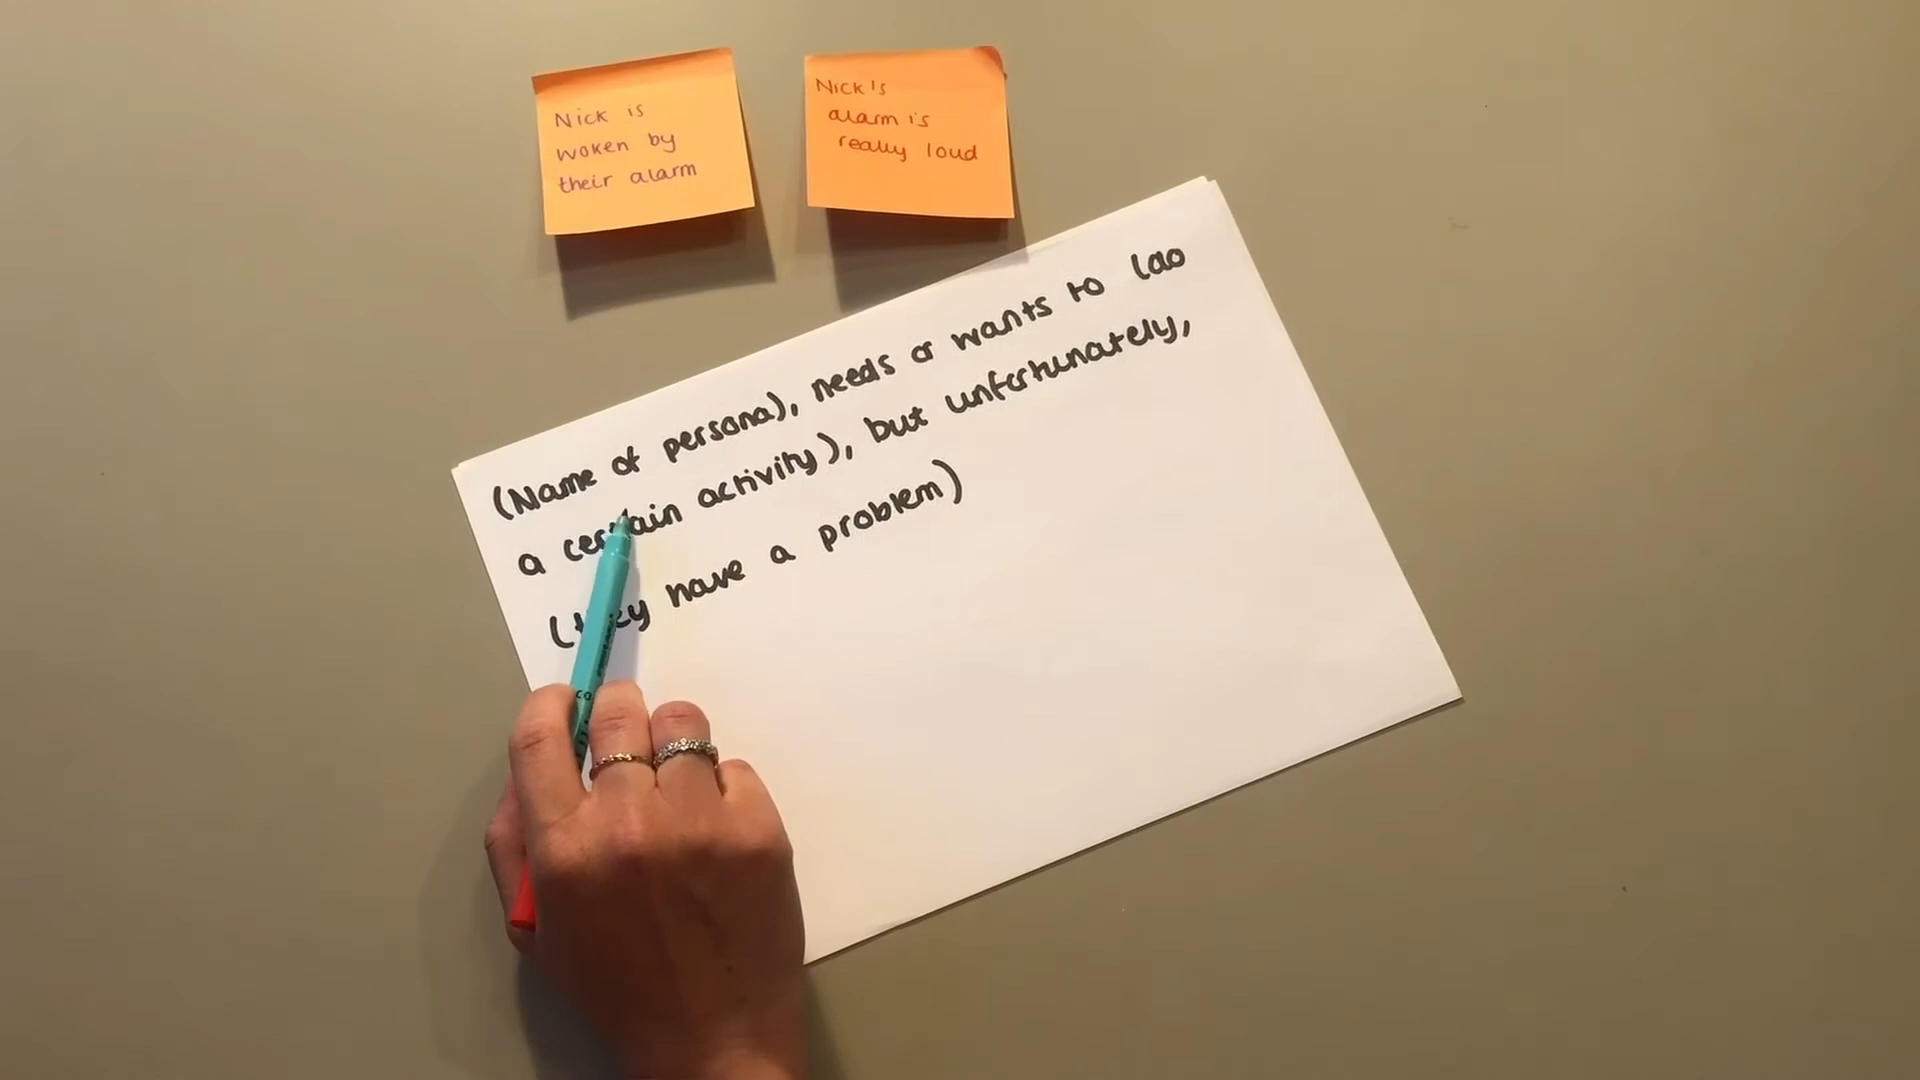 Nick is
woken by
their alarm
Nick's
alarm is
really loud
(Name of persona), needs or wants to (do
a certain activity), but unfortunately,
(they have a problem)